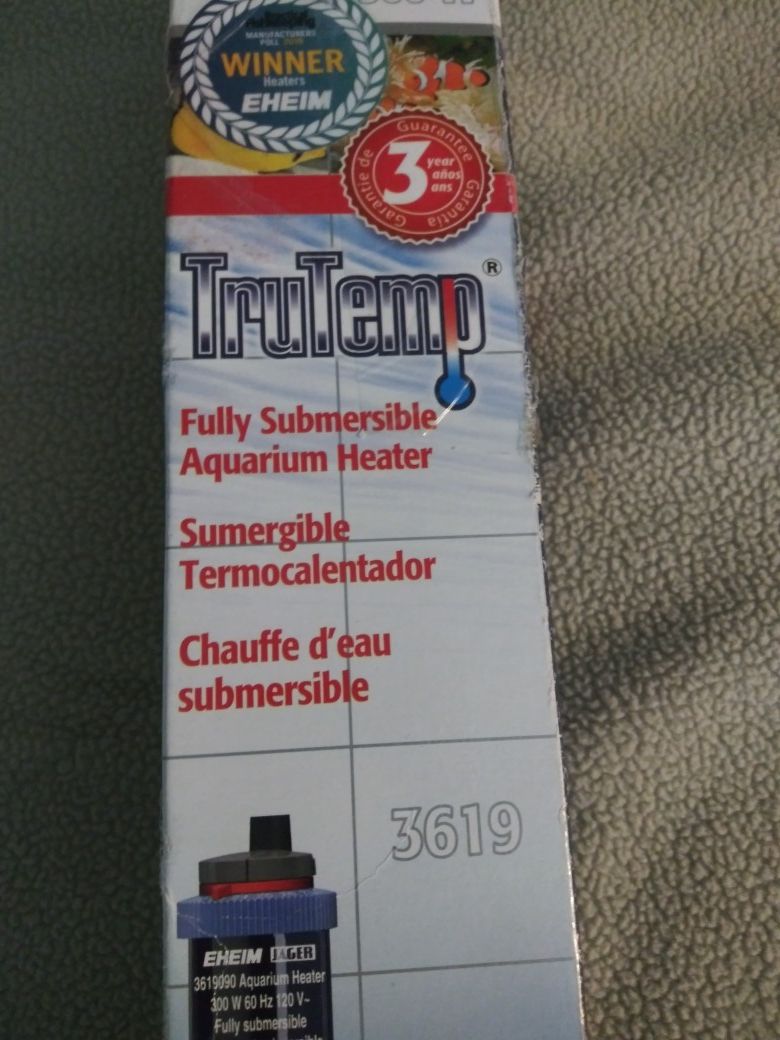 MANUFACTURERS
POLL
WINNER
Heaters
EHEIM
Guarantee
Garantie de
3 year
años
ans
Garantia
TruTemp®
Fully Submersible
Aquarium Heater
Sumergible
Termocalentador
Chauffe d'eau
submersible
3619
EHEIM JÄGER
3619090 Aquarium Heater
300 W 60 Hz 120 V~
Fully submersible